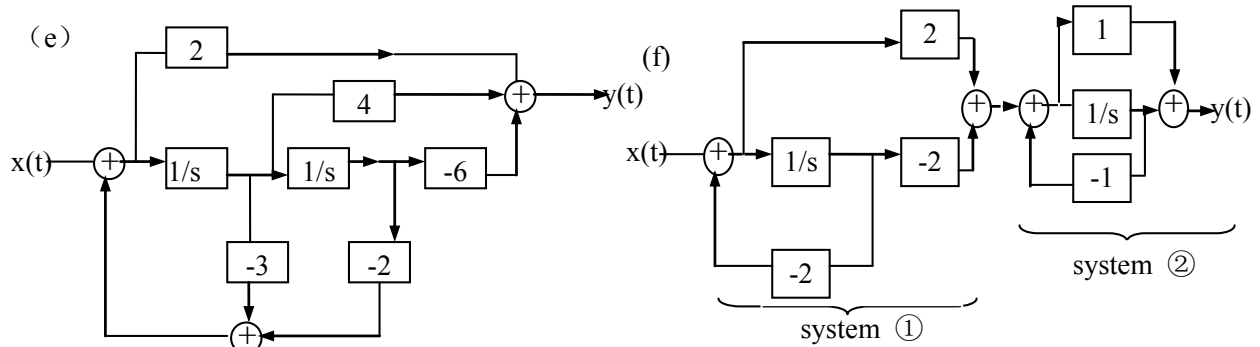 (e)
2
4
+
y(t)
x(t)
+
1/s
1/s
-6
-3
-2
+
(f)
2
1
+
+
1/s
+
y(t)
x(t)
+
1/s
-2
-1
-2
system ①
system ②